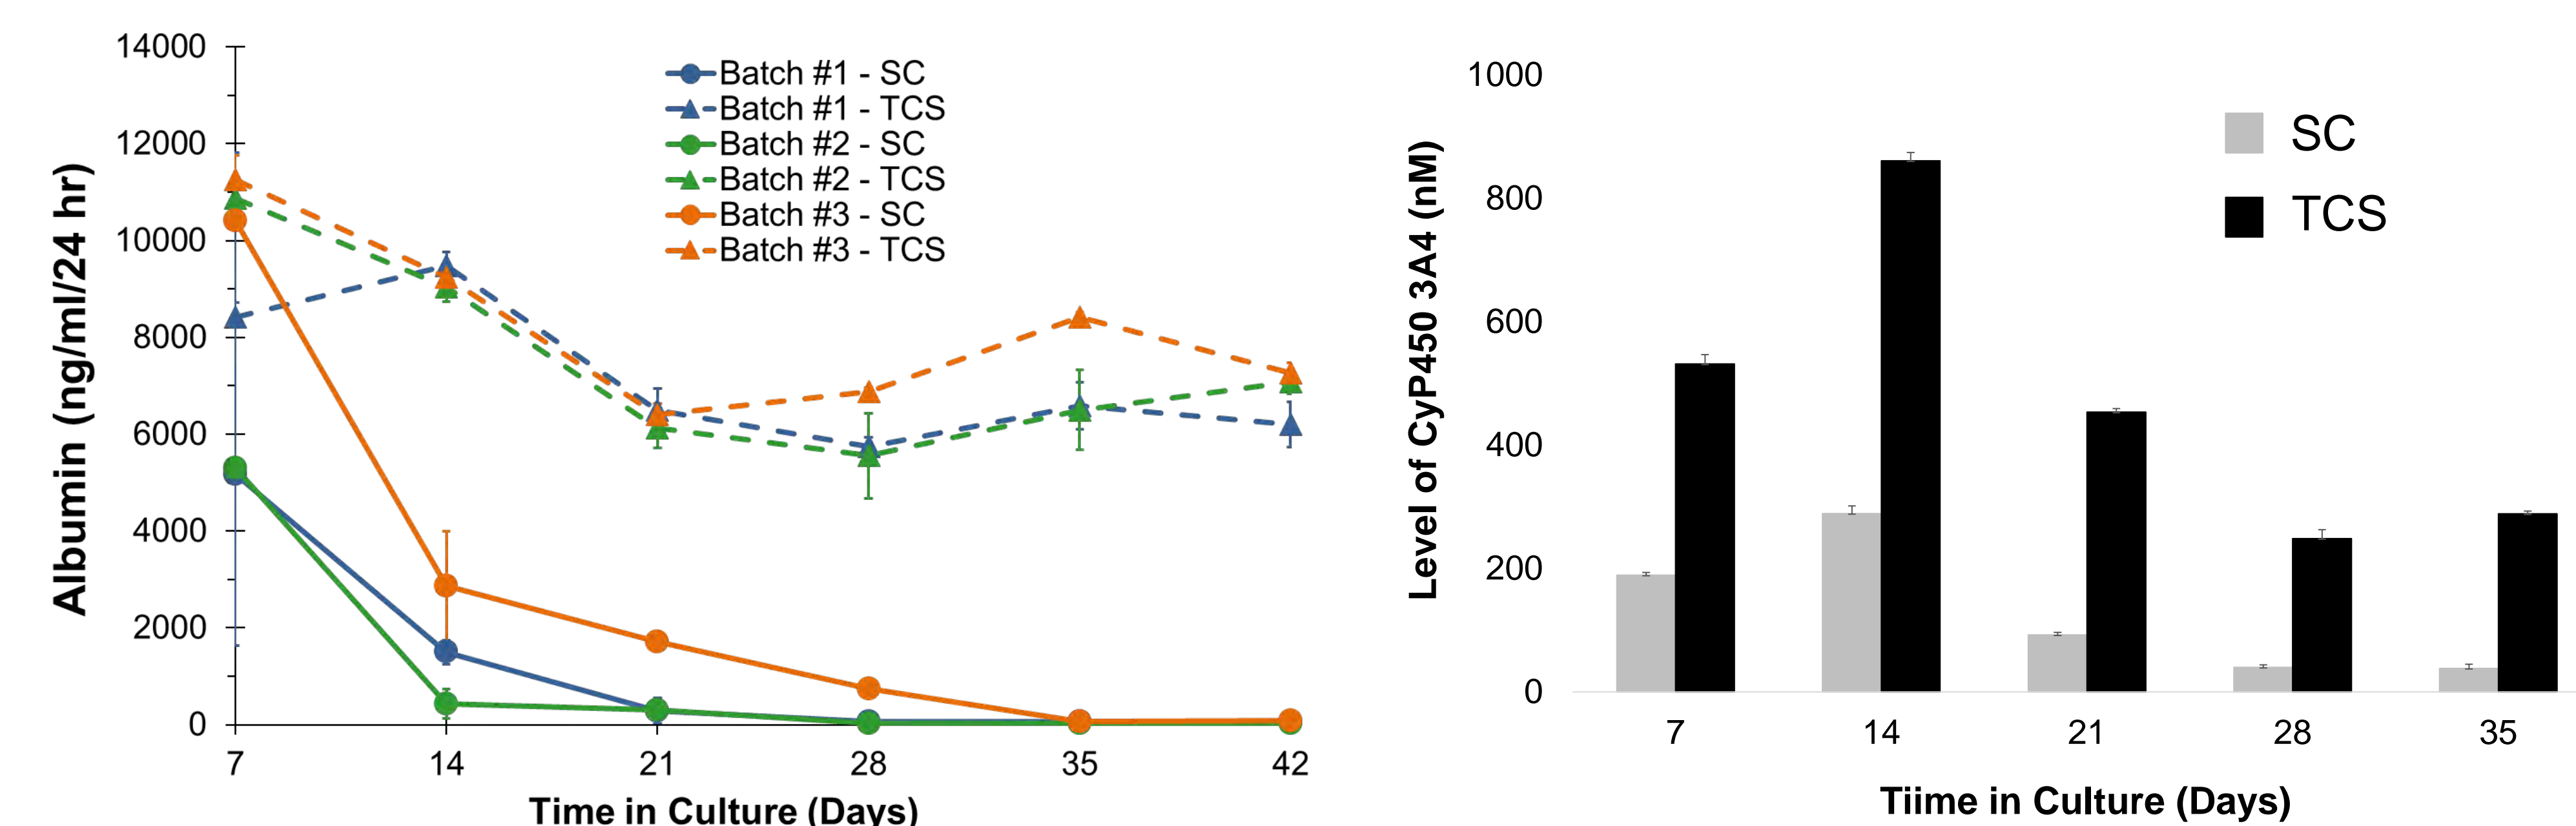 Albumin (ng/ml/24 hr)
14000
12000
10000
8000
6000
4000
2000
0
7 14 21 28 35 42
Time in Culture (Days)
Batch #1 - SC
Batch #1 - TCS
Batch #2 - SC
Batch #2 - TCS
Batch #3 - SC
Batch #3 - TCS
Level of CyP450 3A4 (nM)
1000
800
600
400
200
0
7 14 21 28 35
Tiime in Culture (Days)
SC
TCS